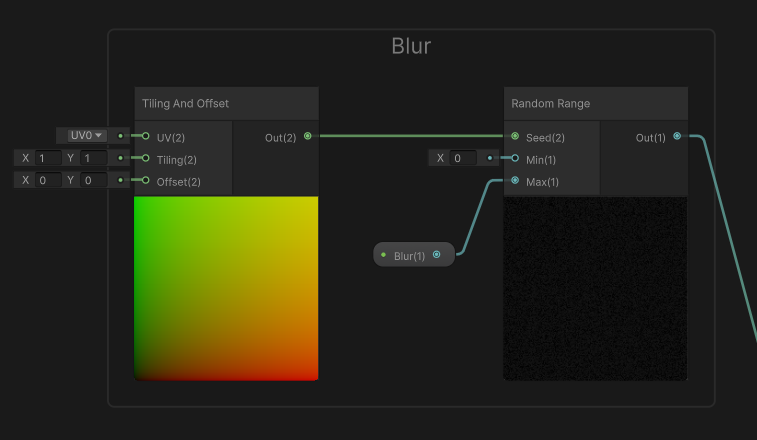 Blur
Tiling And Offset
UV0 UV(2) Out(2)
X 1 Y 1 Tiling(2)
X 0 Y 0 Offset(2)
Random Range
Seed(2) Out(1)
X 0 Min(1)
Max(1)
Blur(1)